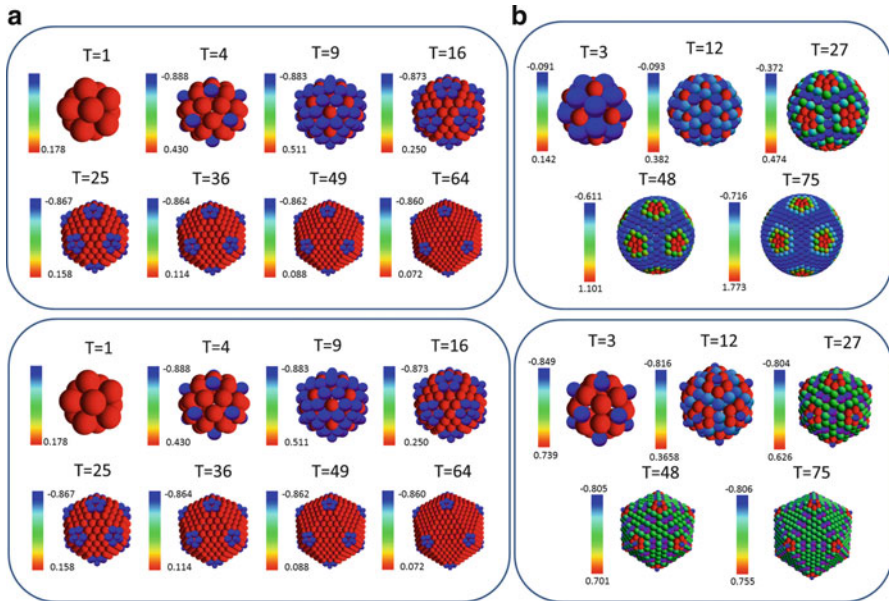 a
T=1 T=4 T=9 T=16
-0.888 -0.883 -0.873
0.178 0.430 0.511 0.250
T=25 T=36 T=49 T=64
-0.867 -0.864 -0.862 -0.860
0.158 0.114 0.088 0.072
b
T=3 T=12 T=27
-0.091 -0.093 -0.372
0.142 0.382 0.474
T=48 T=75
-0.611 -0.716
1.101 1.773
T=1 T=4 T=9 T=16
-0.888 -0.883 -0.873
0.178 0.430 0.511 0.250
T=25 T=36 T=49 T=64
-0.867 -0.864 -0.862 -0.860
0.158 0.114 0.088 0.072
T=3 T=12 T=27
-0.849 -0.816 -0.804
0.739 0.3658 0.626
T=48 T=75
-0.805 -0.806
0.701 0.755